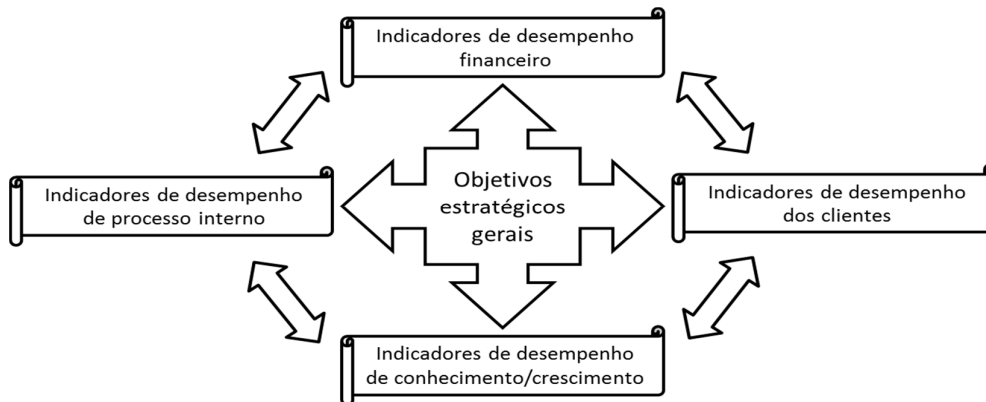 Indicadores de desempenho
financeiro
Indicadores de desempenho
de processo interno
Objetivos
estratégicos
gerais
Indicadores de desempenho
dos clientes
Indicadores de desempenho
de conhecimento/crescimento